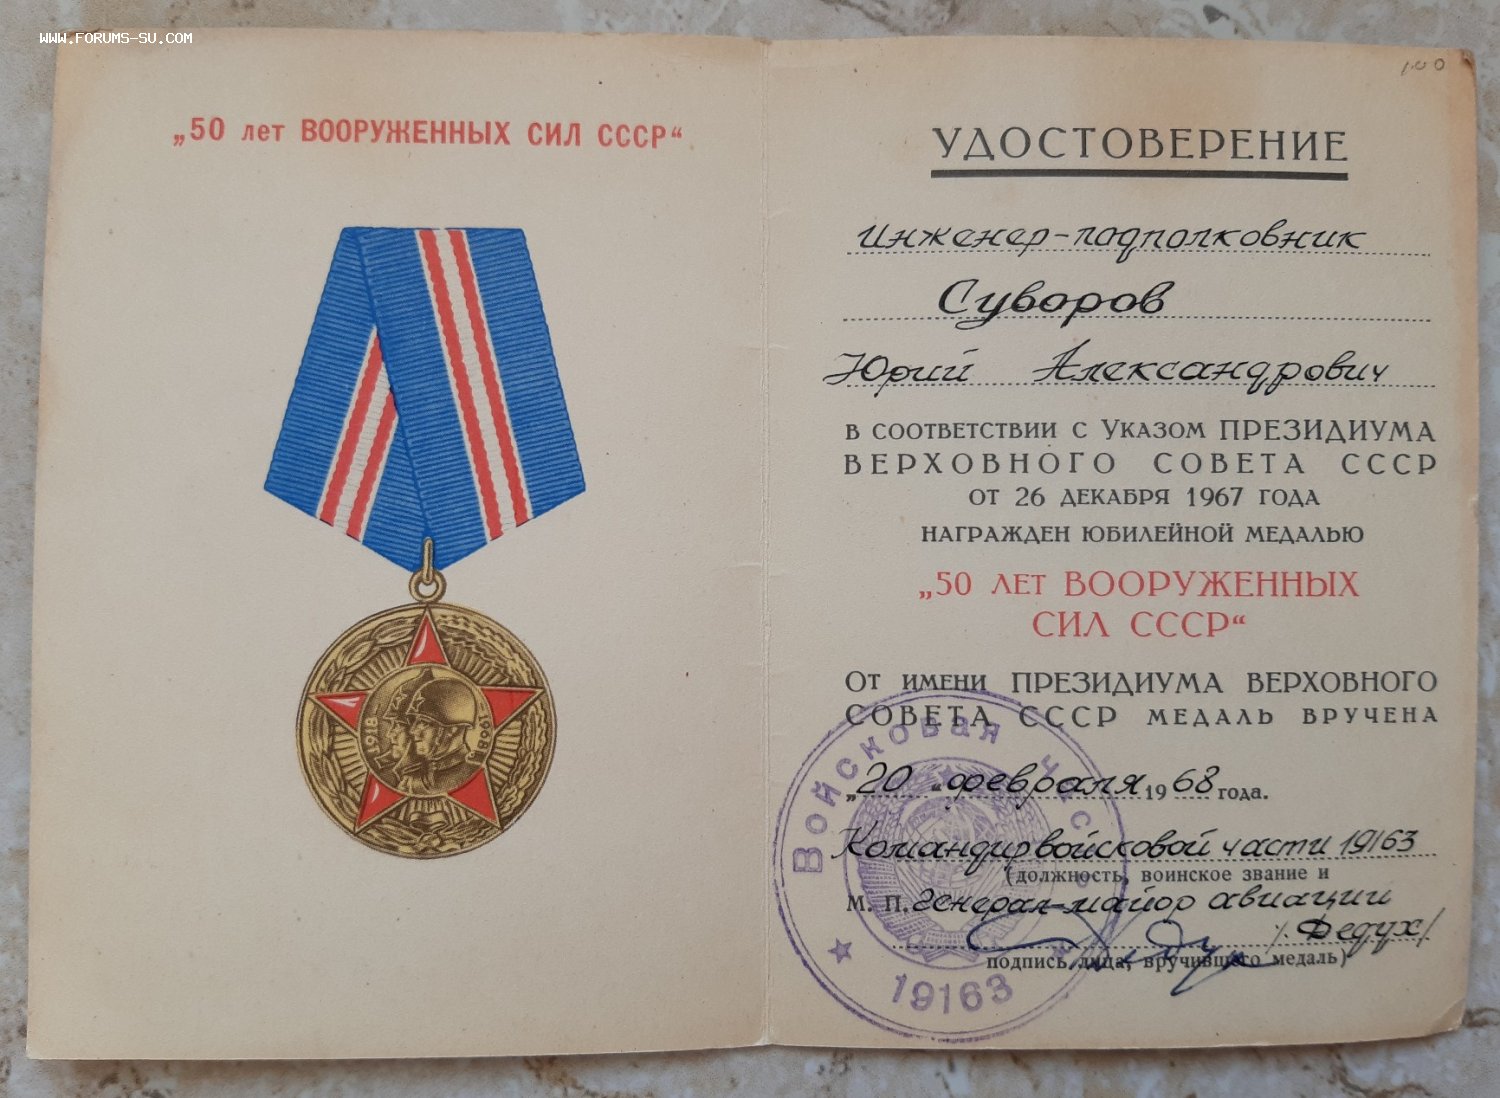 www.forums-su.com
„50 лет ВООРУЖЕННЫХ СИЛ СССР“
1918
1968
УДОСТОВЕРЕНИЕ
Инженер-подполковник
Суворов
Юрий Александрович
в соответствии с Указом ПРЕЗИДИУМА
ВЕРХОВНОГО СОВЕТА СССР
от 26 декабря 1967 года
награжден юбилейной медалью
„50 лет ВООРУЖЕННЫХ
СИЛ СССР“
От имени ПРЕЗИДИУМА ВЕРХОВНОГО
СОВЕТА СССР медаль вручена
„20“ февраля 1968 года.
Командир войсковой части 19163
(должность, воинское звание и
М. П. генерал-майор авиации
/Федух/
подпись лица, вручившего медаль)
Войсковая час
19163